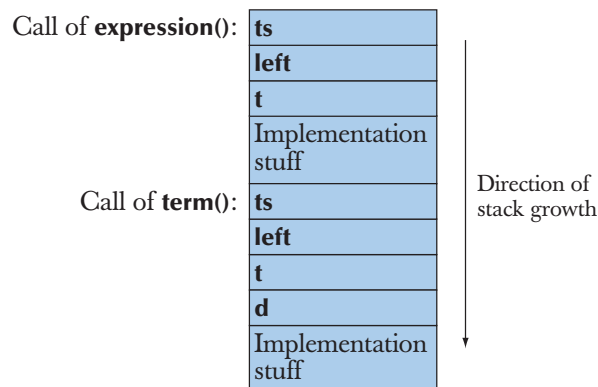 Call of expression(): ts
left
t
Implementation
stuff
Call of term(): ts
left
t
d
Implementation
stuff
Direction of
stack growth